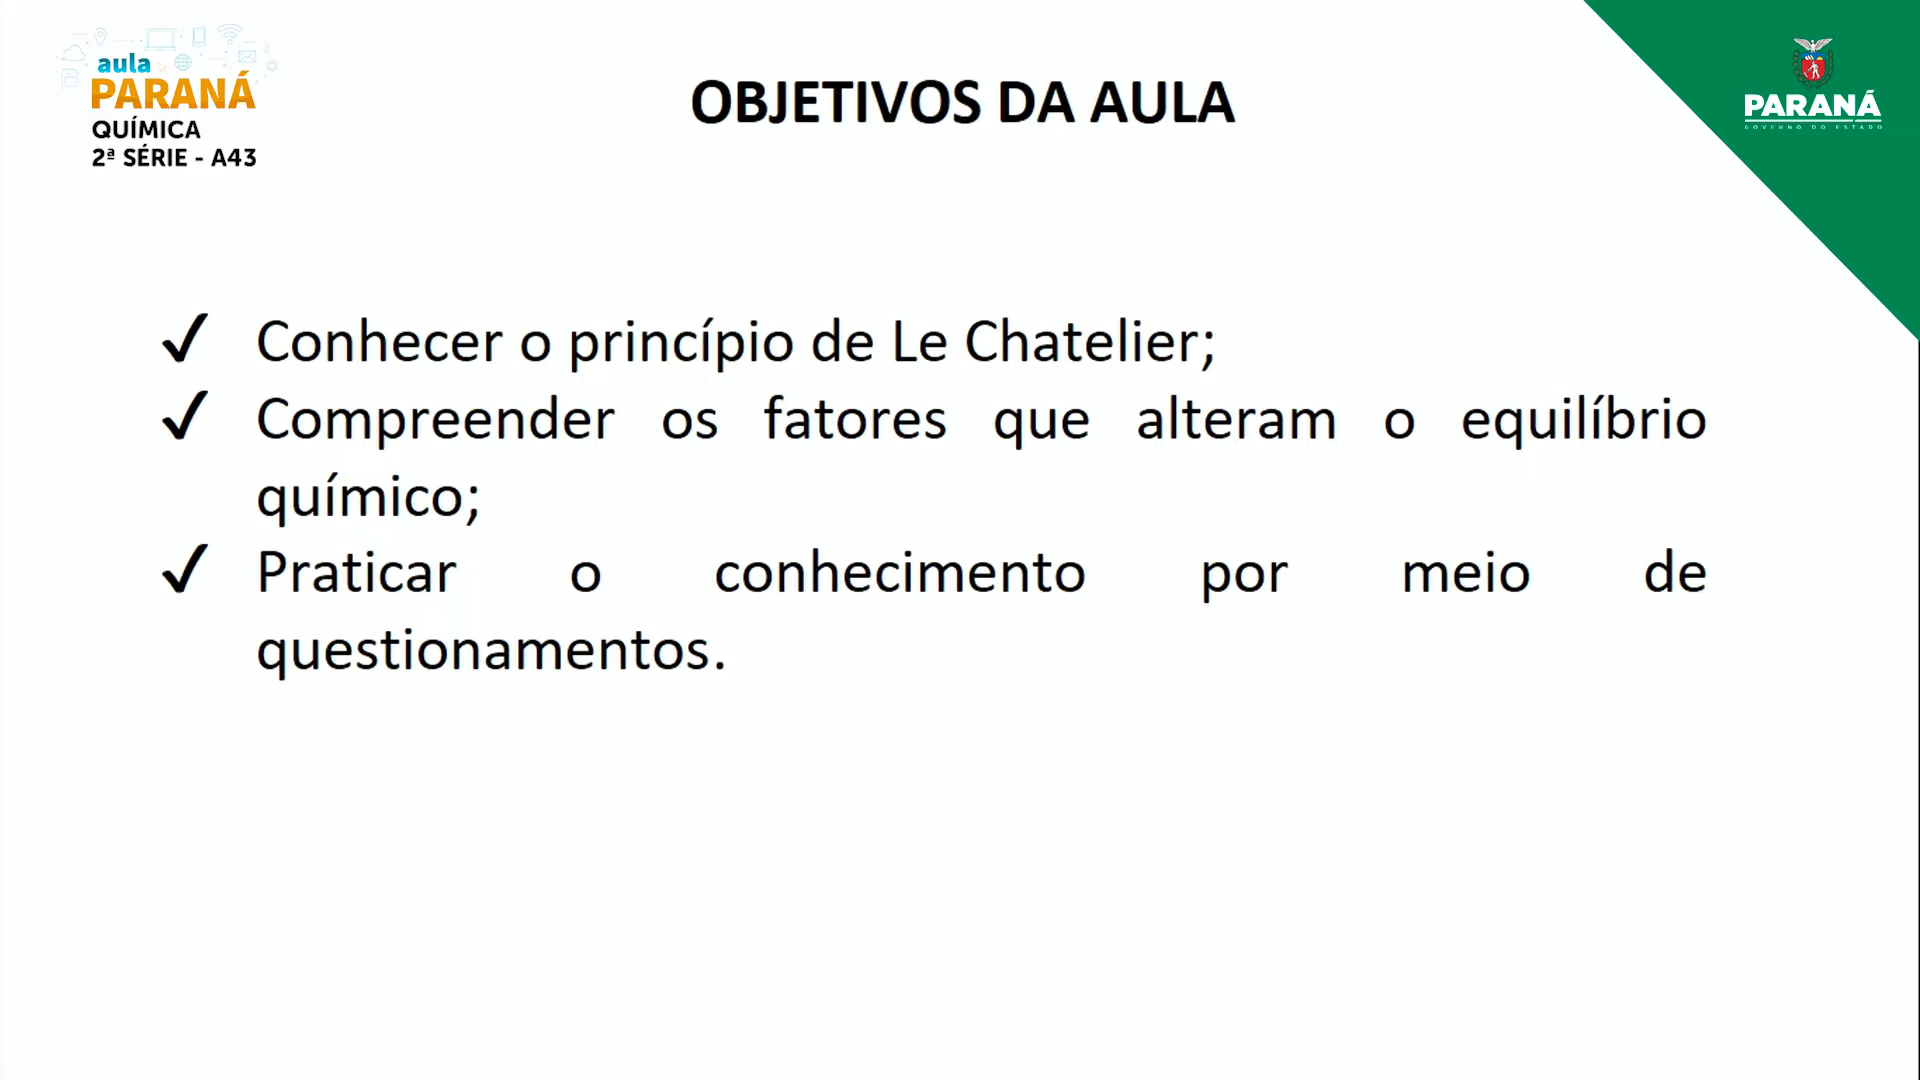 aula
PARANÁ
QUÍMICA
2ª SÉRIE - A43
OBJETIVOS DA AULA
PARANÁ
GOVERNO DO ESTADO
✓ Conhecer o princípio de Le Chatelier;
✓ Compreender os fatores que alteram o equilíbrio
químico;
✓ Praticar o conhecimento por meio de
questionamentos.